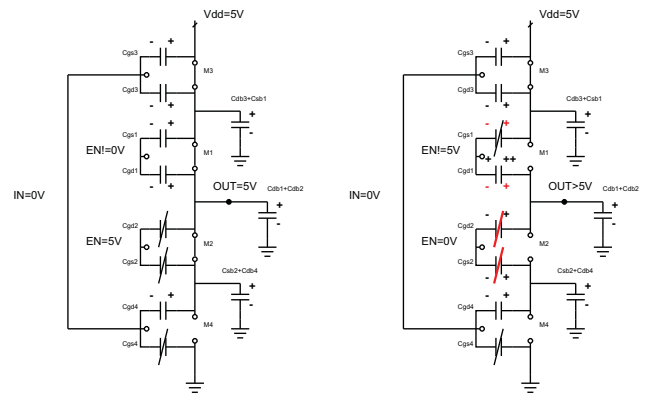 Vdd=5V
Cgs3
- +
M3
Cgd3
- +
Cdb3+Csb1
+
-
Cgs1
- +
EN!=0V
M1
Cgd1
- +
IN=0V
OUT=5V
Cdb1+Cdb2
+
-
Cgd2
EN=5V
M2
Cgs2
Csb2+Cdb4
+
-
Cgd4
- +
M4
Cgs4
Vdd=5V
Cgs3
- +
M3
Cgd3
- +
Cdb3+Csb1
+
-
- +
Cgs1
EN!=5V
M1
+ ++
Cgd1
- +
IN=0V
OUT>5V
Cdb1+Cdb2
+
-
- +
Cgd2
EN=0V
M2
Cgs2
- +
Csb2+Cdb4
+
-
Cgd4
- +
M4
Cgs4